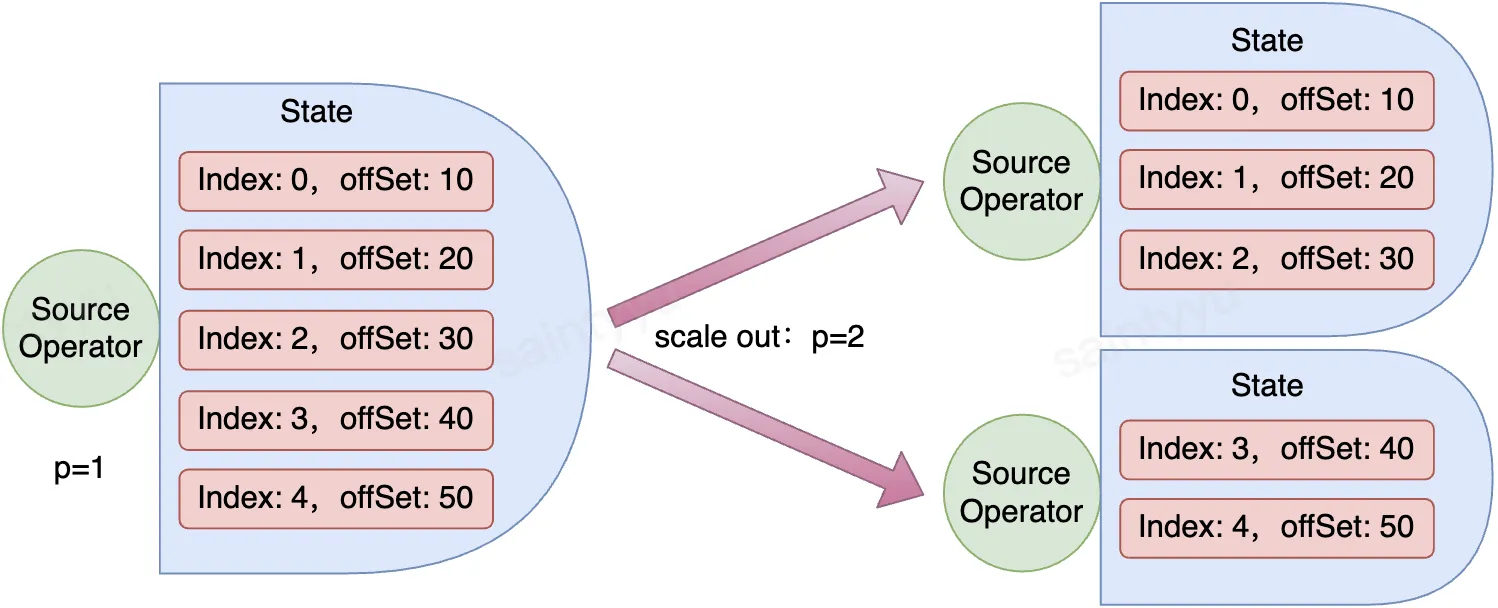 State
Index: 0，offSet: 10
Index: 1，offSet: 20
Index: 2，offSet: 30
Index: 3，offSet: 40
Index: 4，offSet: 50
Source
Operator
p=1
scale out：p=2
State
Index: 0，offSet: 10
Index: 1，offSet: 20
Index: 2，offSet: 30
Source
Operator
State
Index: 3，offSet: 40
Index: 4，offSet: 50
Source
Operator
saintyyu
saintyyu